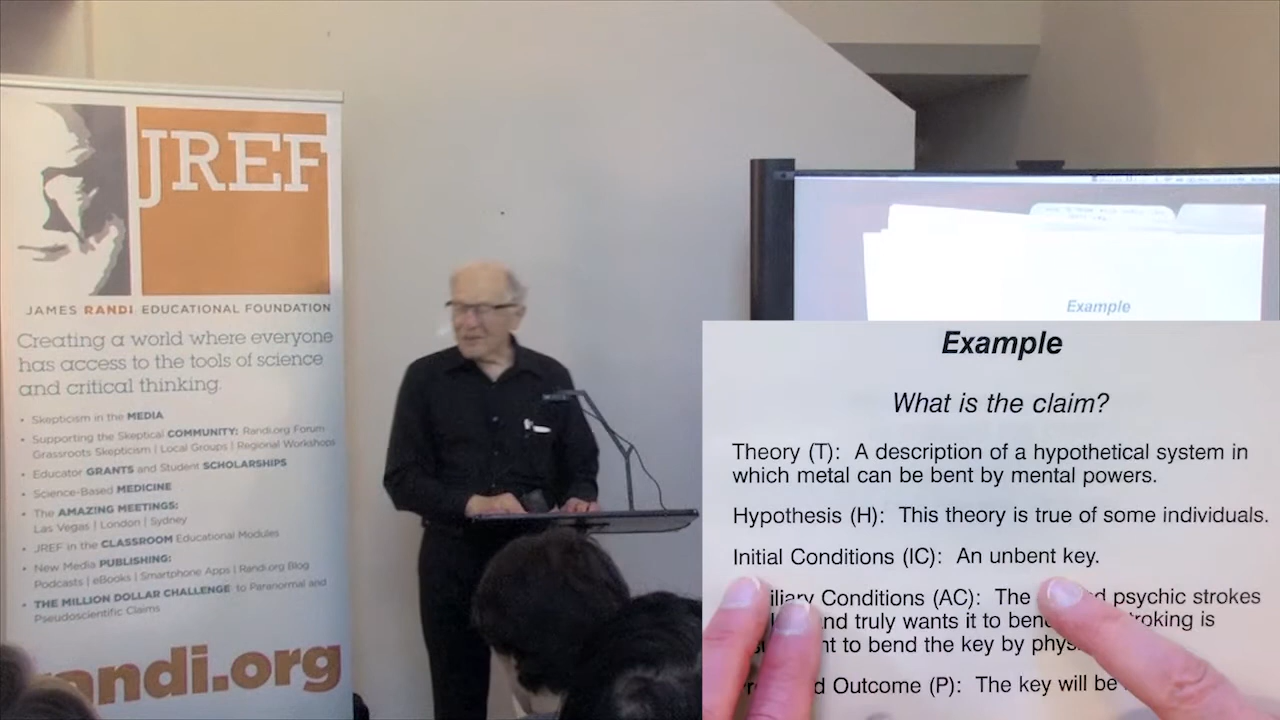 JREF
JAMES RANDI EDUCATIONAL FOUNDATION
Creating a world where everyone
has access to the tools of science
and critical thinking.
• Skepticism in the MEDIA
• Supporting the Skeptical COMMUNITY: Randi.org Forum
Grassroots Skepticism | Local Groups | Regional Workshops
• Educator GRANTS and Student SCHOLARSHIPS
• Science-Based MEDICINE
• The AMAZING MEETINGS:
Las Vegas | London | Sydney
• JREF in the CLASSROOM Educational Modules
• New Media PUBLISHING:
Podcasts | eBooks | Smartphone Apps | Randi.org Blog
• THE MILLION DOLLAR CHALLENGE to Paranormal and
Pseudoscientific Claims
randi.org
Example
Example
What is the claim?
Theory (T): A description of a hypothetical system in
which metal can be bent by mental powers.
Hypothesis (H): This theory is true of some individuals.
Initial Conditions (IC): An unbent key.
Conditions (AC): The psychic strokes
and truly wants it to is
to bend the key by
Outcome (P): The key will be